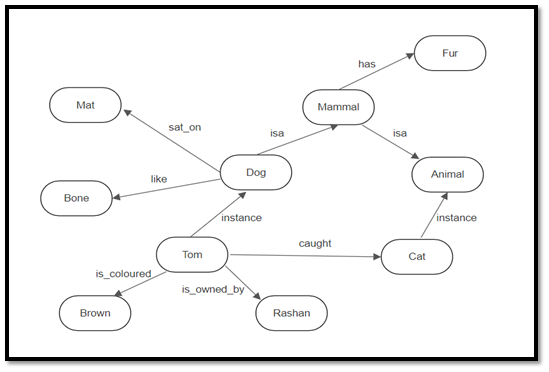 Fur
has
Mat
Mammal
sat_on
isa
isa
Dog
Animal
like
Bone
instance
instance
caught
Tom
Cat
is_coloured
is_owned_by
Brown
Rashan